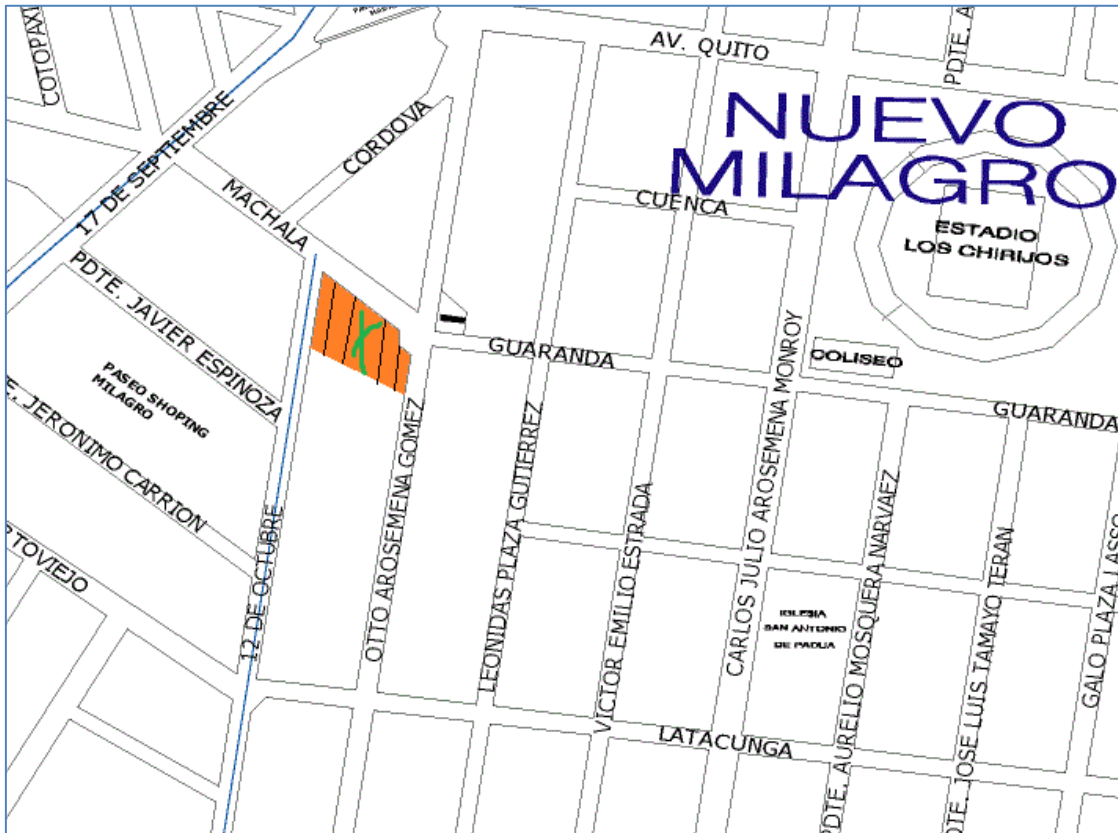 COTOPAXI
AV. QUITO
PDTE. A
NUEVO
MILAGRO
17 DE SEPTIEMBRE
CORDOVA
MACHALA
CUENCA
ESTADIO
LOS CHIRIJOS
PDTE. JAVIER ESPINOZA
GUARANDA
COLISEO
GUARANDA
PASEO SHOPING
MILAGRO
E. JERONIMO CARRION
RTOVIEJO
12 DE OCTUBRE
OTTO AROSEMENA GOMEZ
LEONIDAS PLAZA GUTIERREZ
VICTOR EMILIO ESTRADA
CARLOS JULIO AROSEMENA MONROY
IGLESIA
SAN ANTONIO
DE PADUA
PDTE. AURELIO MOSQUERA NARVAEZ
DTE. JOSE LUIS TAMAYO TERAN
GALO PLAZA LASSO
LATACUNGA
X